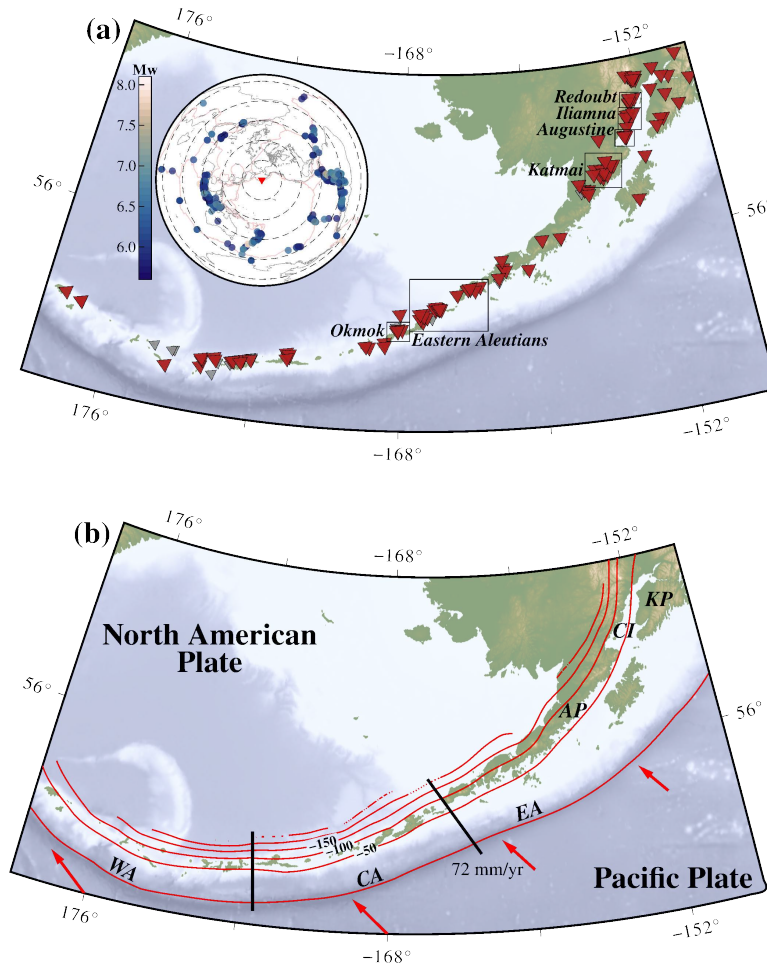 (a)
176°
-168°
-152°
Mw
8.0
7.5
7.0
6.5
6.0
Redoubt
Iliamna
Augustine
Katmai
56°
56°
Okmok
Eastern Aleutians
176°
-168°
-152°
(b)
176°
-168°
-152°
North American
Plate
KP
CI
AP
56°
56°
EA
-150
-100
-50
WA
CA
72 mm/yr
Pacific Plate
176°
-168°
-152°